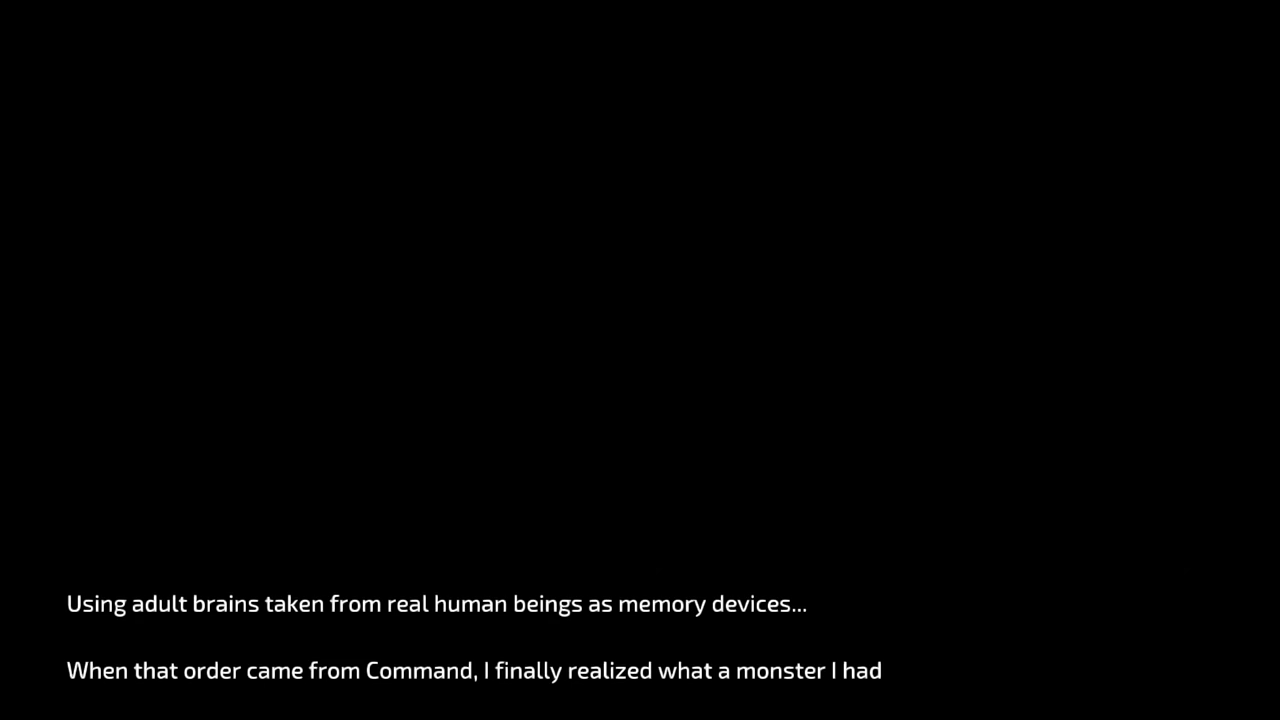 Using adult brains taken from real human beings as memory devices...
When that order came from Command, I finally realized what a monster I had